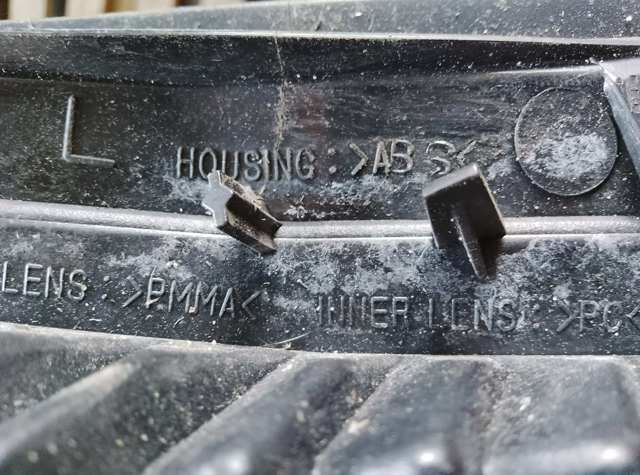 L
HOUSING : >ABS<
LENS : >PMMA< INNER LENS : >PC<